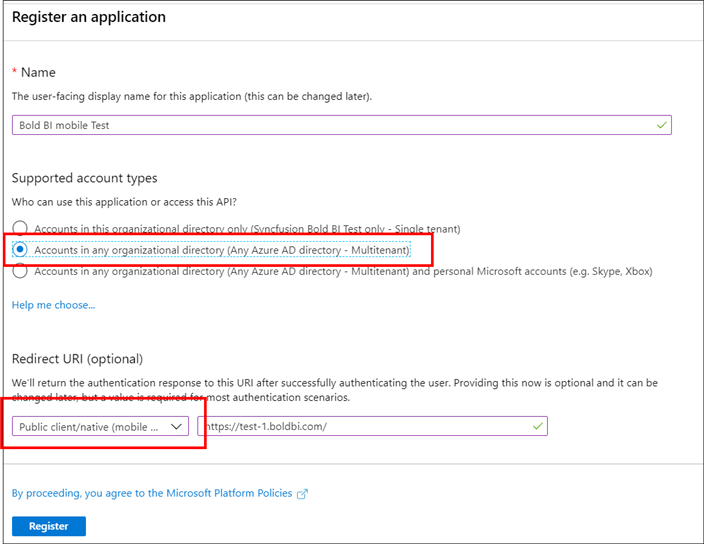 Register an application
* Name
The user-facing display name for this application (this can be changed later).
Bold BI mobile Test
Supported account types
Who can use this application or access this API?
Accounts in this organizational directory only (Syncfusion Bold BI Test only - Single tenant)
Accounts in any organizational directory (Any Azure AD directory - Multitenant)
Accounts in any organizational directory (Any Azure AD directory - Multitenant) and personal Microsoft accounts (e.g. Skype, Xbox)
Help me choose...
Redirect URI (optional)
We'll return the authentication response to this URI after successfully authenticating the user. Providing this now is optional and it can be
changed later, but a value is required for most authentication scenarios.
Public client/native (mobile ... https://test-1.boldbi.com/
By proceeding, you agree to the Microsoft Platform Policies
Register